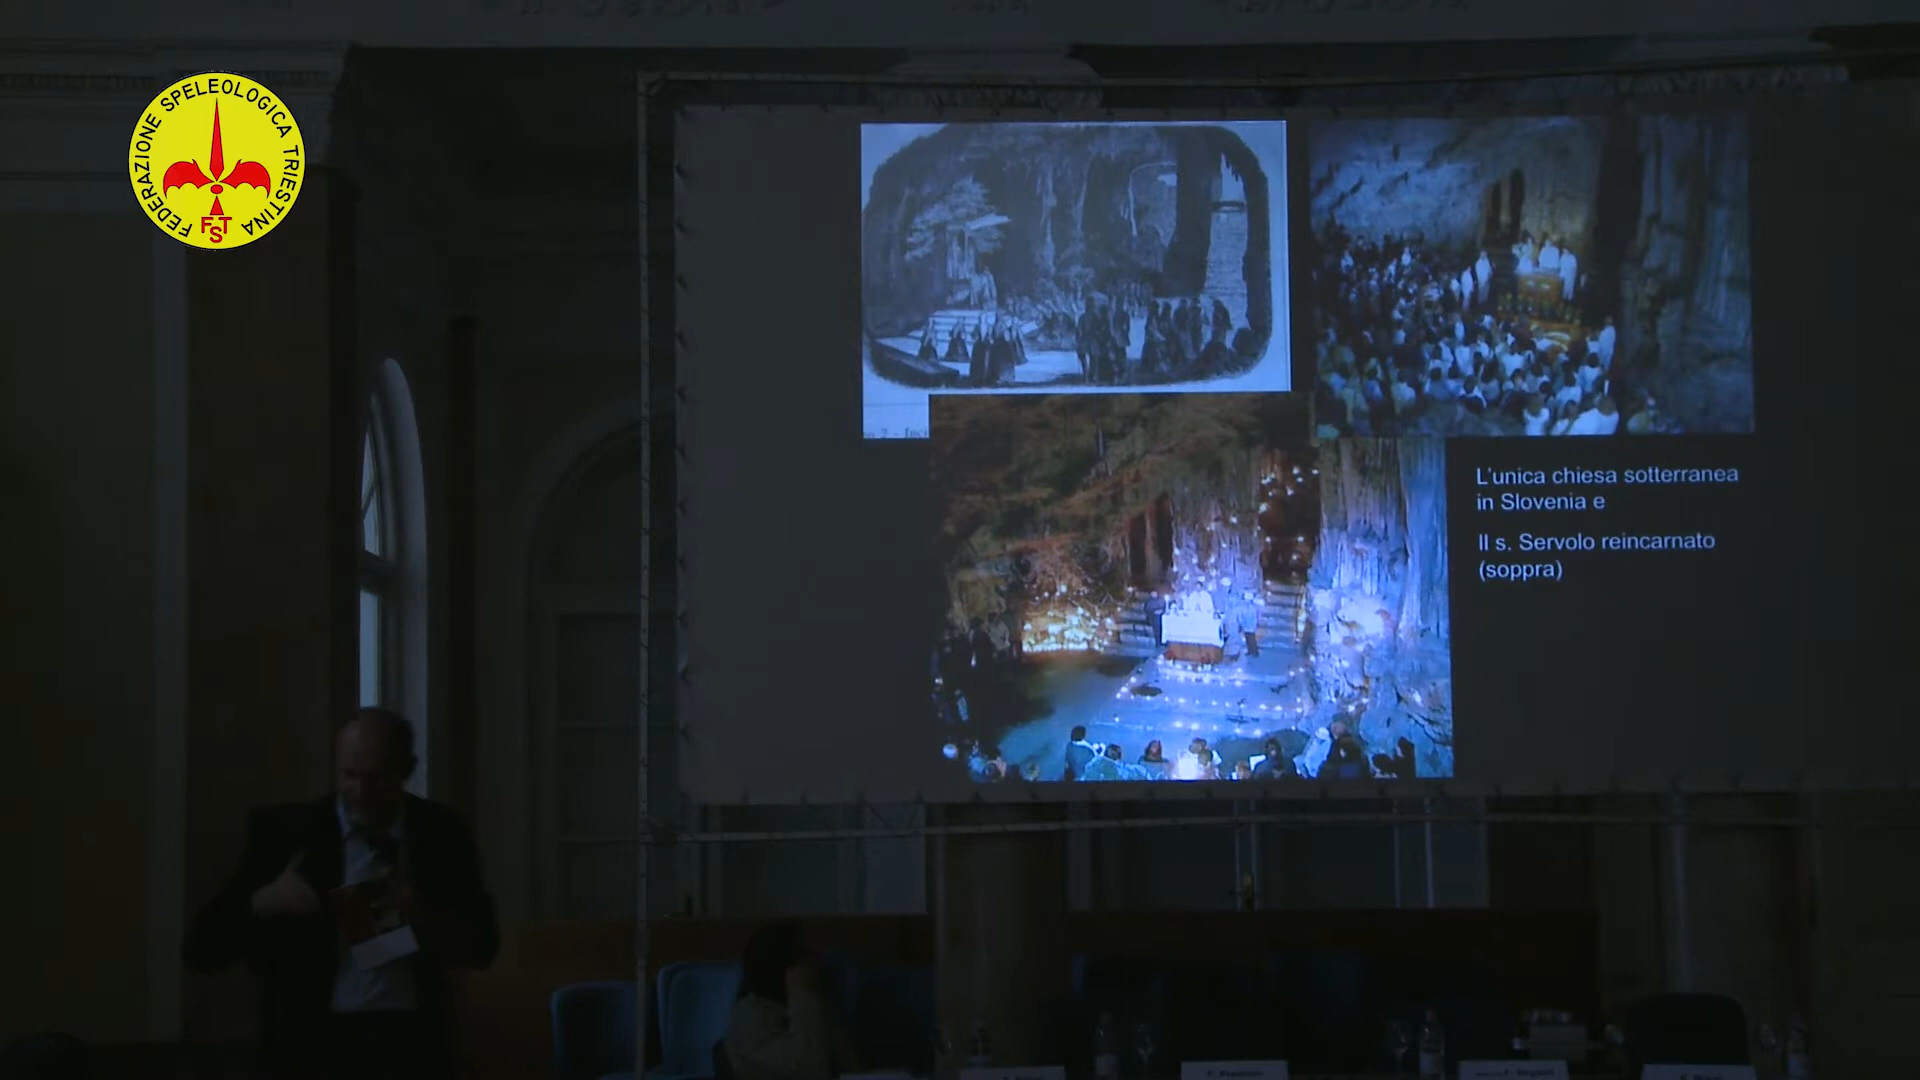 FEDERAZIONE SPELEOLOGICA TRIESTINA
FST
L'unica chiesa sotterranea
in Slovenia e
Il s. Servolo reincarnato
(soppra)